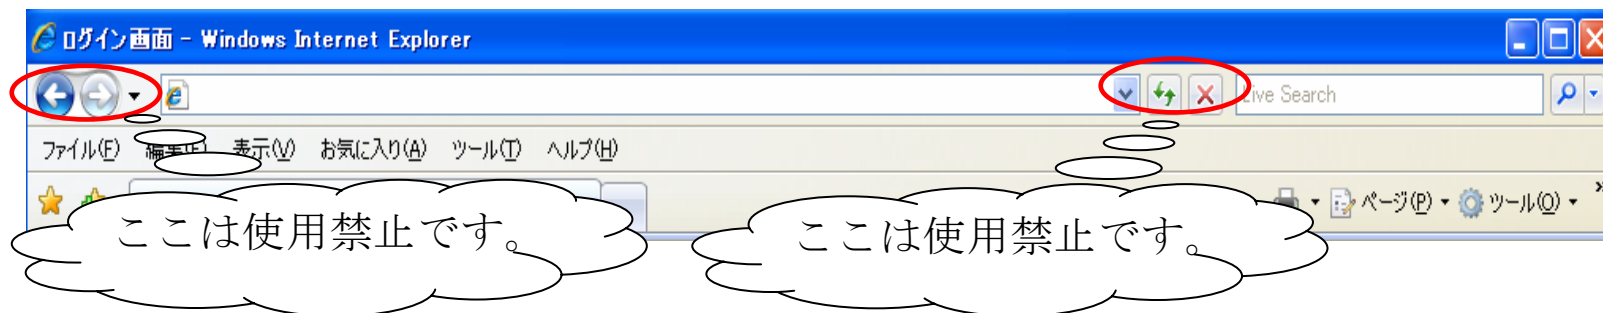 ログイン画面 - Windows Internet Explorer
Live Search
ファイル(F) 編集(E) 表示(V) お気に入り(A) ツール(T) ヘルプ(H)
ページ(P) ツール(O) »
ここは使用禁止です。 ここは使用禁止です。